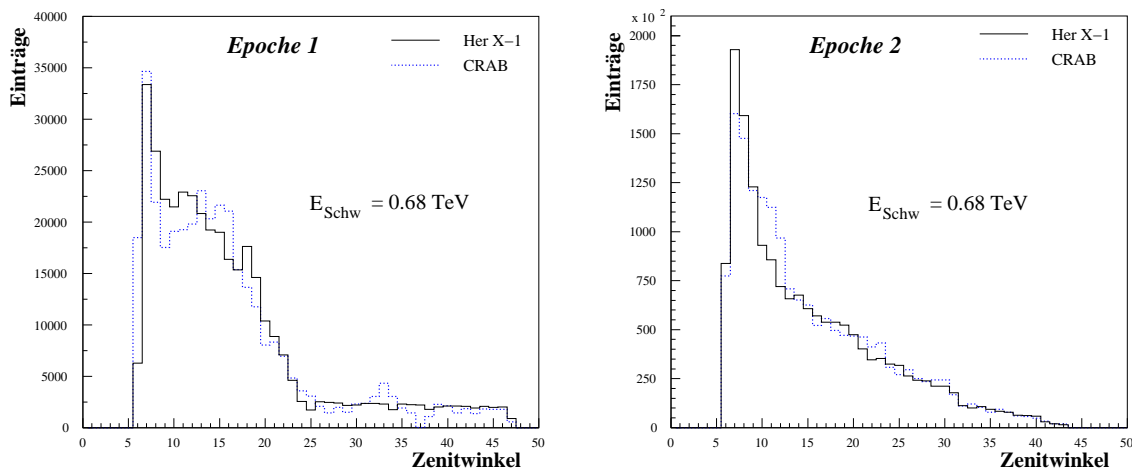 Einträge
Epoche 1
Her X−1
CRAB
E_Schw = 0.68 TeV
40000
35000
30000
25000
20000
15000
10000
5000
0
0 5 10 15 20 25 30 35 40 45 50
Zenitwinkel
Einträge
x 10^2
Epoche 2
Her X−1
CRAB
E_Schw = 0.68 TeV
2000
1750
1500
1250
1000
750
500
250
0
0 5 10 15 20 25 30 35 40 45 50
Zenitwinkel